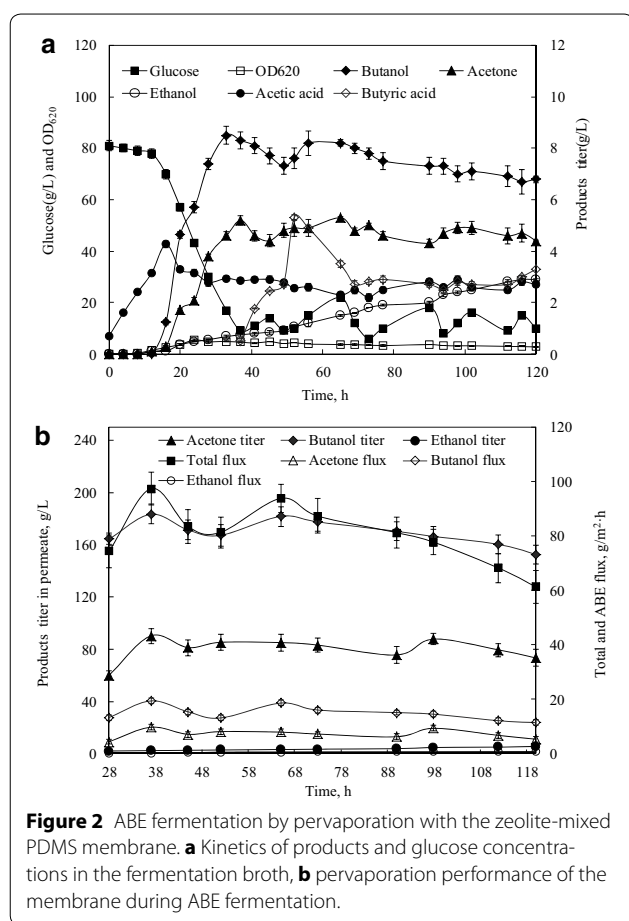 a
120
100
80
60
40
20
0
12
10
8
6
4
2
0
Glucose OD620 Butanol Acetone
Ethanol Acetic acid Butyric acid
Glucose(g/L) and OD620
Products titer(g/L)
0 20 40 60 80 100 120
Time, h
b
240
200
160
120
80
40
0
120
100
80
60
40
20
0
Acetone titer Butanol titer Ethanol titer
Total flux Acetone flux Butanol flux
Ethanol flux
Products titer in permeate, g/L
Total and ABE flux, g/m²·h
28 38 48 58 68 78 88 98 108 118
Time, h
Figure 2 ABE fermentation by pervaporation with the zeolite-mixed
PDMS membrane. a Kinetics of products and glucose concentra-
tions in the fermentation broth, b pervaporation performance of the
membrane during ABE fermentation.